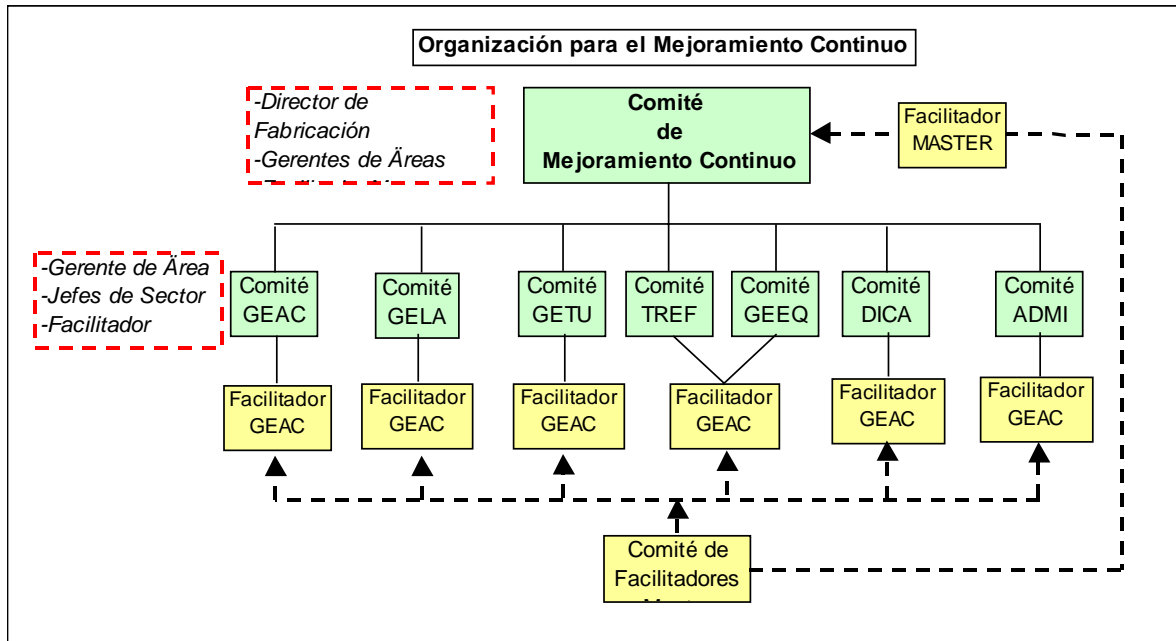 Organización para el Mejoramiento Continuo
-Director de
Fabricación
-Gerentes de Äreas
Comité
de
Mejoramiento Continuo
Facilitador
MASTER
-Gerente de Ärea
-Jefes de Sector
-Facilitador
Comité
GEAC
Comité
GELA
Comité
GETU
Comité
TREF
Comité
GEEQ
Comité
DICA
Comité
ADMI
Facilitador
GEAC
Facilitador
GEAC
Facilitador
GEAC
Facilitador
GEAC
Facilitador
GEAC
Facilitador
GEAC
Comité de
Facilitadores